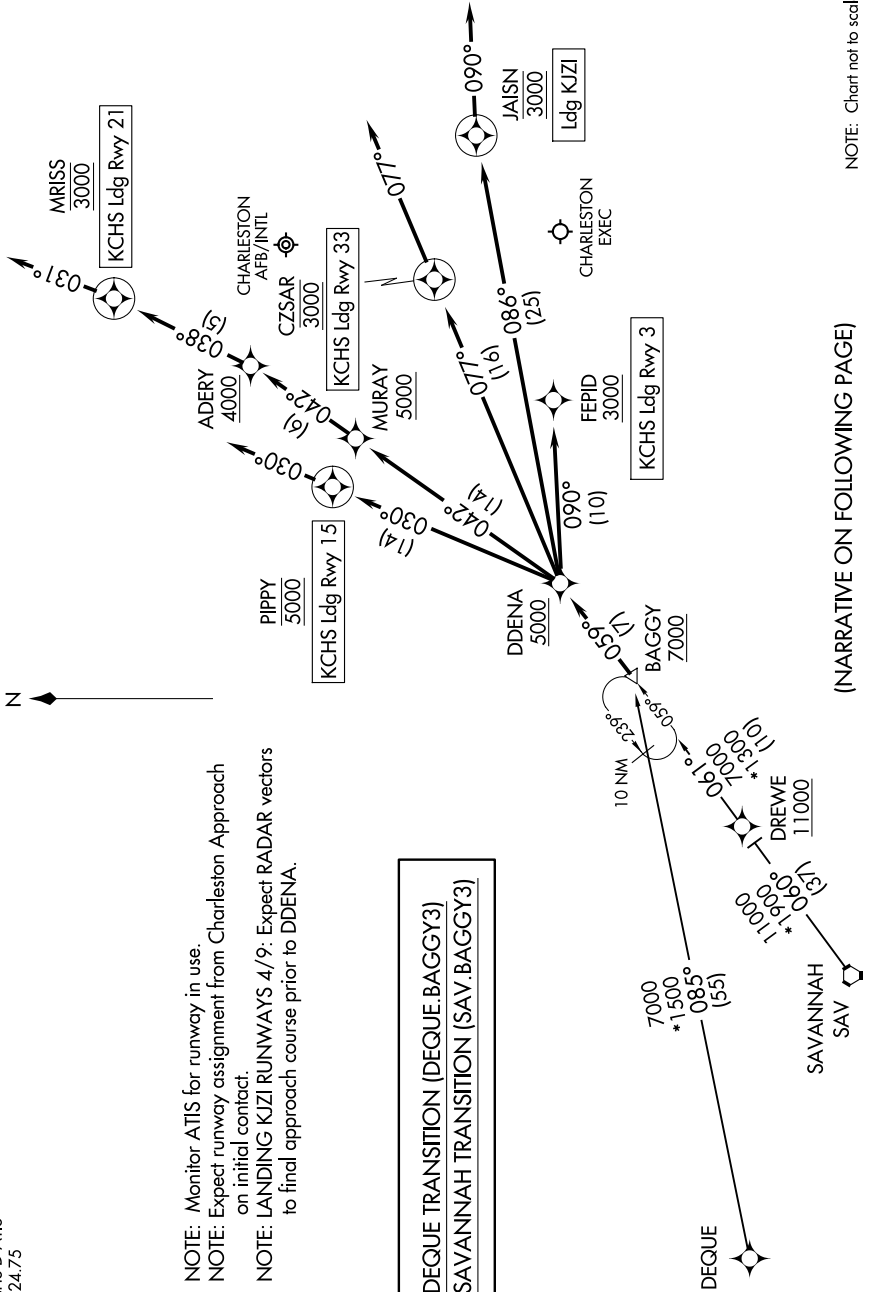 24.75
N
NOTE: Monitor ATIS for runway in use.
NOTE: Expect runway assignment from Charleston Approach
on initial contact.
NOTE: LANDING KJZI RUNWAYS 4/9: Expect RADAR vectors
to final approach course prior to DDENA.
DEQUE TRANSITION (DEQUE.BAGGY3)
SAVANNAH TRANSITION (SAV.BAGGY3)
MRISS
3000
KCHS Ldg Rwy 21
031°
038°
(5)
ADERY
4000
042°
(6)
MURAY
5000
042°
(14)
CHARLESTON
AFB/INTL
CZSAR
3000
KCHS Ldg Rwy 33
077°
077°
(16)
PIPPY
5000
KCHS Ldg Rwy 15
030°
030°
(14)
090°
JAISN
3000
Ldg KJZI
086°
(25)
CHARLESTON
EXEC
FEPID
3000
KCHS Ldg Rwy 3
090°
(10)
DDENA
5000
059°
(7)
BAGGY
7000
239°
059°
10 NM
061°
7000
*1300
(10)
DREWE
11000
11000
*1900
060°
(37)
SAVANNAH
SAV
7000
*1500
085°
(55)
DEQUE
(NARRATIVE ON FOLLOWING PAGE)
NOTE: Chart not to scal